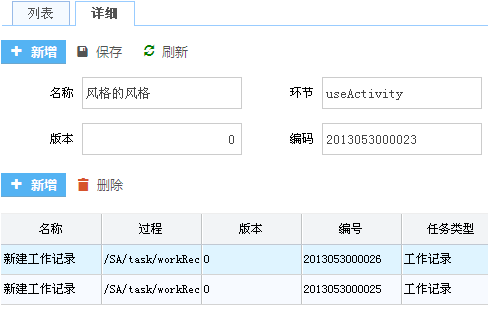 列表 详细
新增 保存 刷新
名称 风格的风格 环节 useActivity
版本 0 编码 2013053000023
新增 删除
名称 过程 版本 编号 任务类型
新建工作记录 /SA/task/workRec 0 2013053000026 工作记录
新建工作记录 /SA/task/workRec 0 2013053000025 工作记录